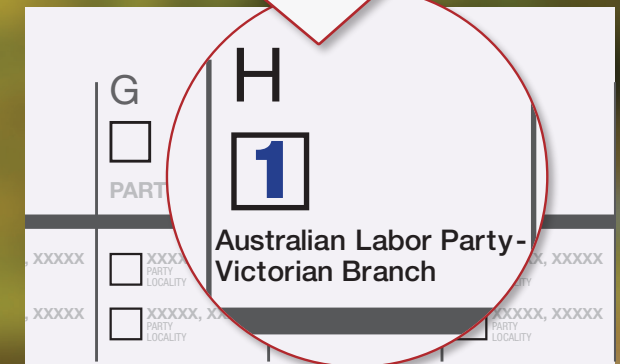 G
H
1
PART
Australian Labor Party-
Victorian Branch
, XXXXX
XXXX
PARTY
LOCALITY
XX, XXXXX
, XXXXX
XXXXX, X
PARTY
LOCALITY
XXXXX, XXXXX
PARTY
LOCALITY